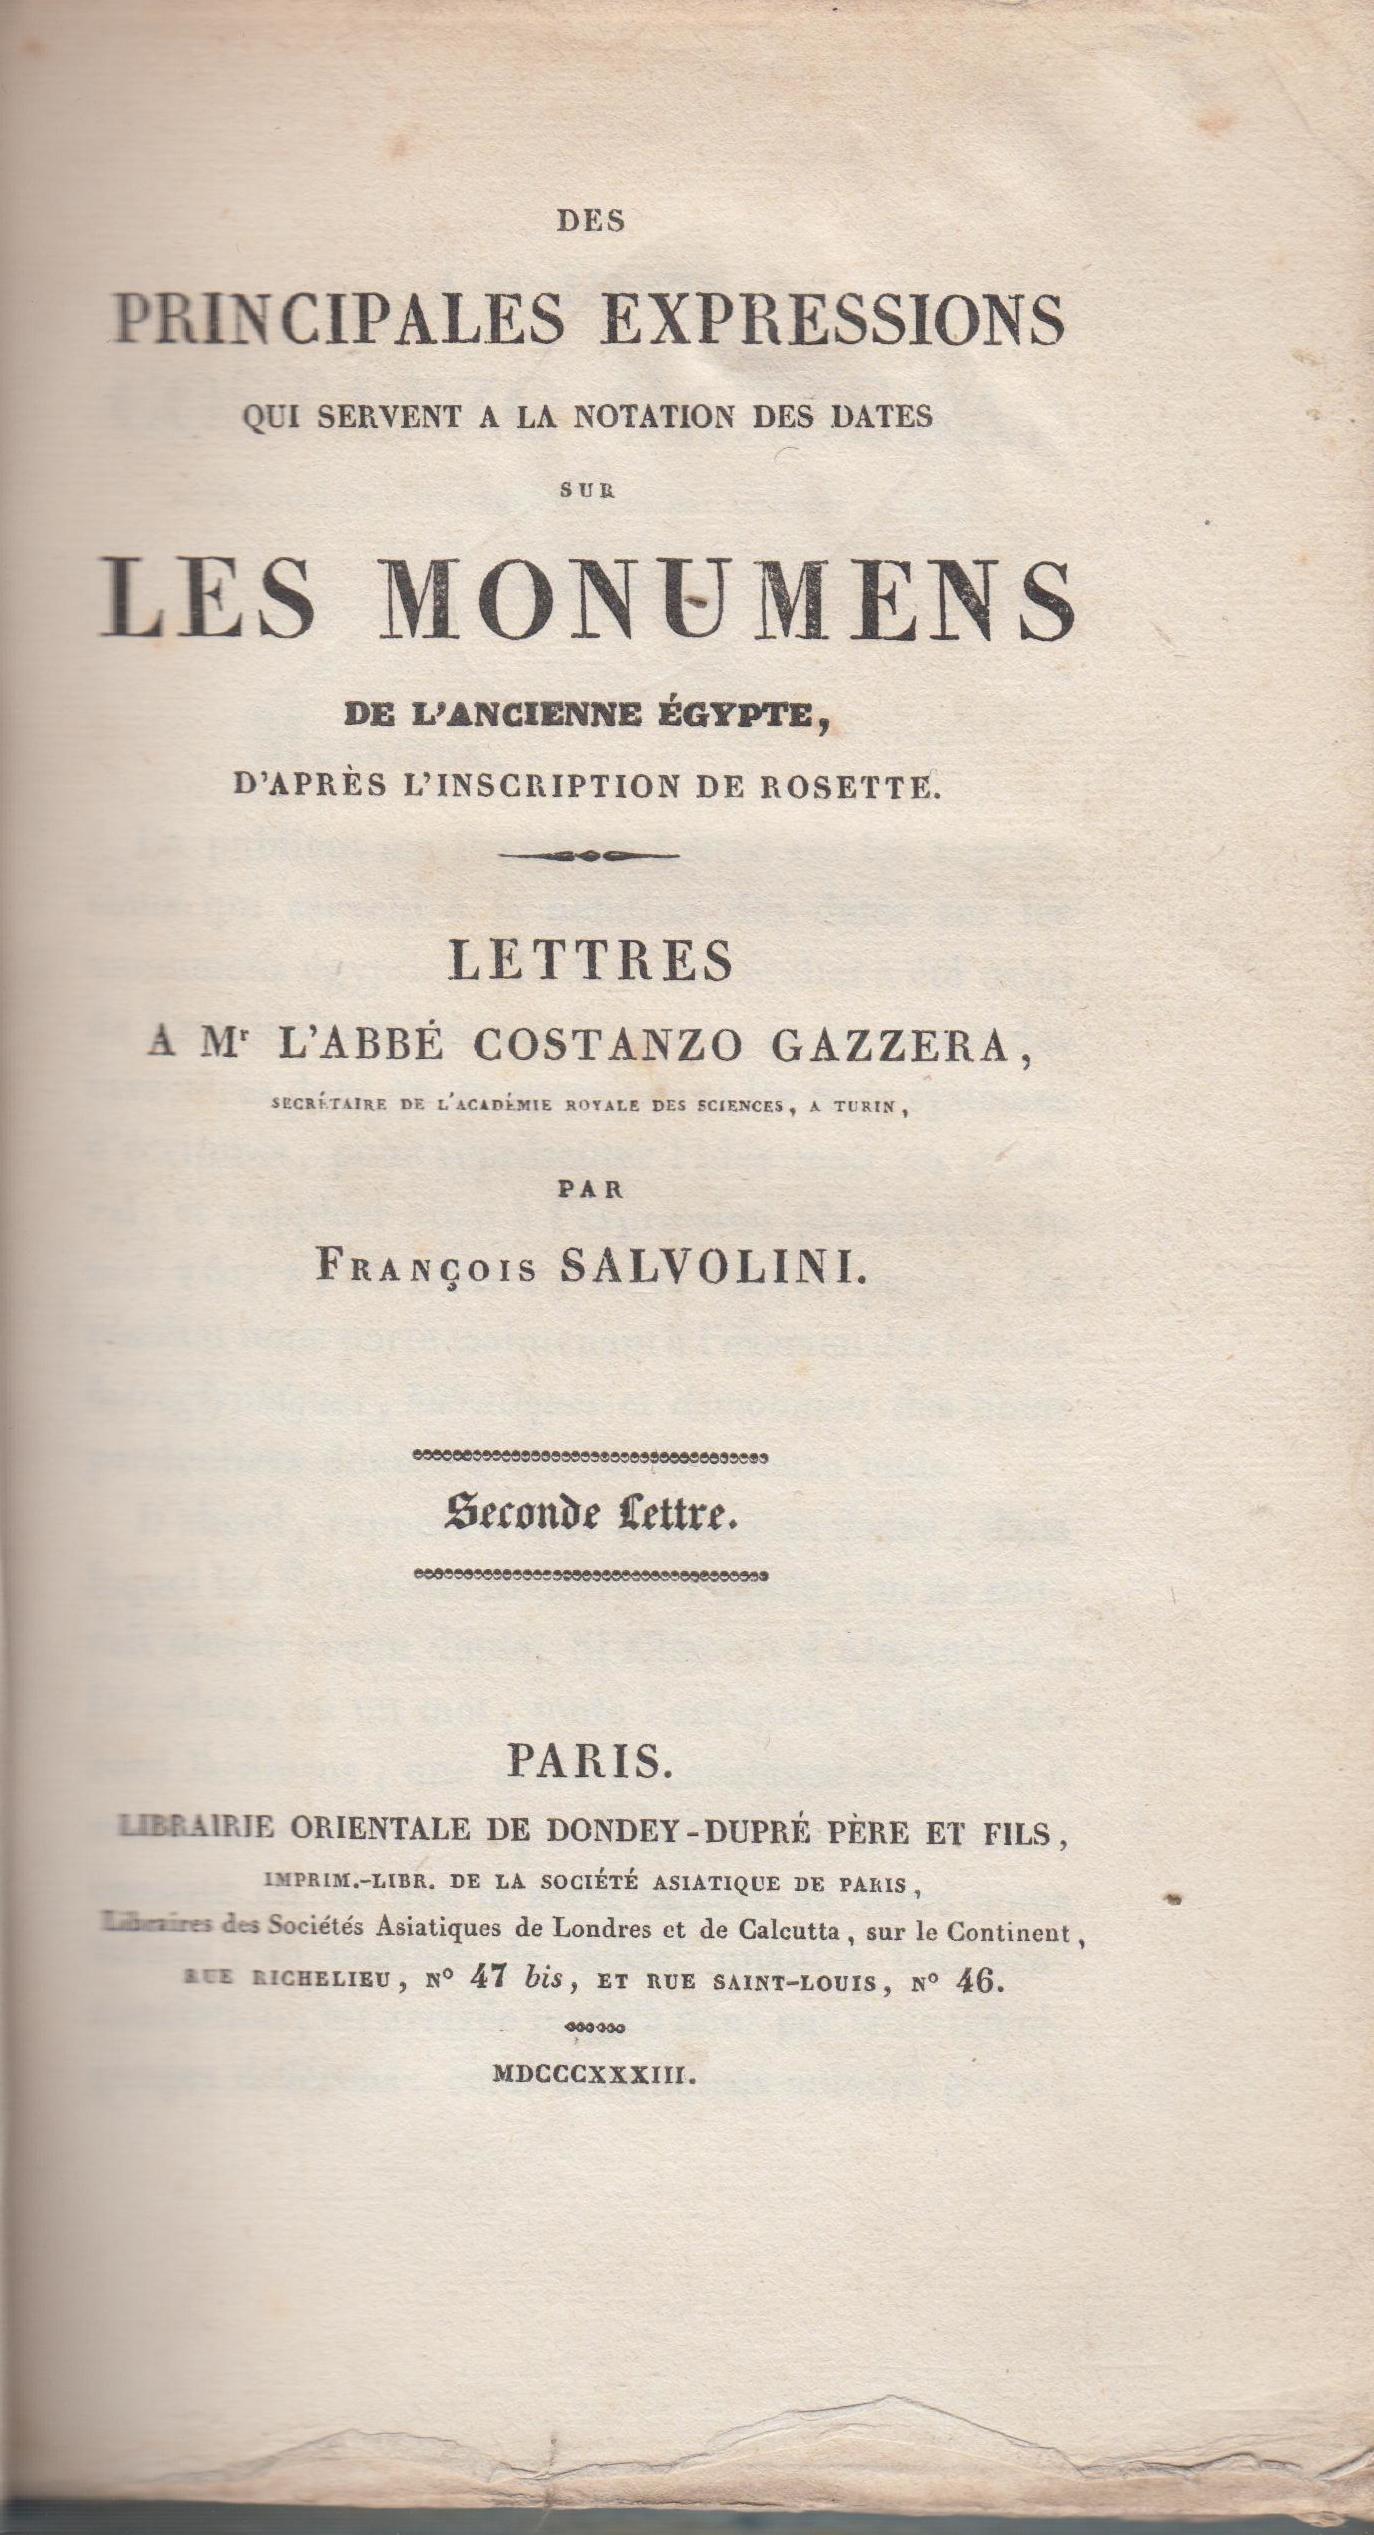 DES
PRINCIPALES EXPRESSIONS
QUI SERVENT A LA NOTATION DES DATES
SUR
LES MONUMENS
DE L'ANCIENNE ÉGYPTE,
D'APRÈS L'INSCRIPTION DE ROSETTE.
LETTRES
A Mr L'ABBÉ COSTANZO GAZZERA,
SECRÉTAIRE DE L'ACADÉMIE ROYALE DES SCIENCES, A TURIN,
PAR
FRANÇOIS SALVOLINI.
Seconde Lettre.
PARIS.
LIBRAIRIE ORIENTALE DE DONDEY-DUPRÉ PÈRE ET FILS,
IMPRIM.-LIBR. DE LA SOCIÉTÉ ASIATIQUE DE PARIS,
Libraires des Sociétés Asiatiques de Londres et de Calcutta, sur le Continent,
RUE RICHELIEU, Nº 47 bis, ET RUE SAINT-LOUIS, Nº 46.
MDCCCXXXIII.